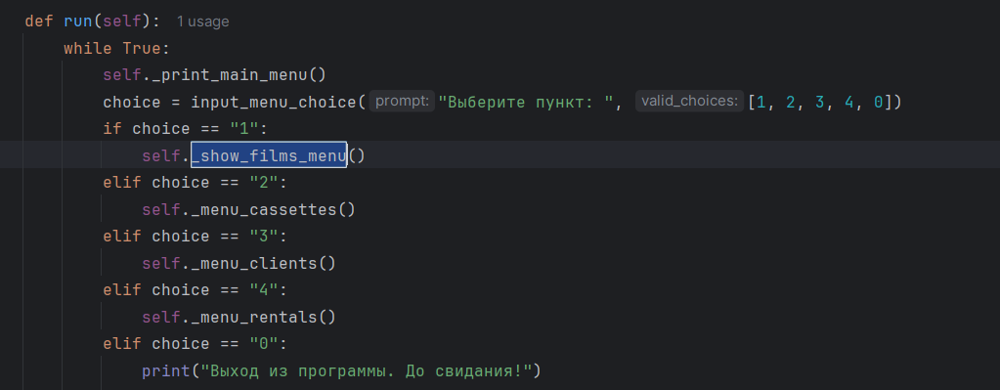 def run(self): 1 usage
while True:
self._print_main_menu()
choice = input_menu_choice( prompt: "Выберите пункт: ", valid_choices: [1, 2, 3, 4, 0])
if choice == "1":
self._show_films_menu()
elif choice == "2":
self._menu_cassettes()
elif choice == "3":
self._menu_clients()
elif choice == "4":
self._menu_rentals()
elif choice == "0":
print("Выход из программы. До свидания!")